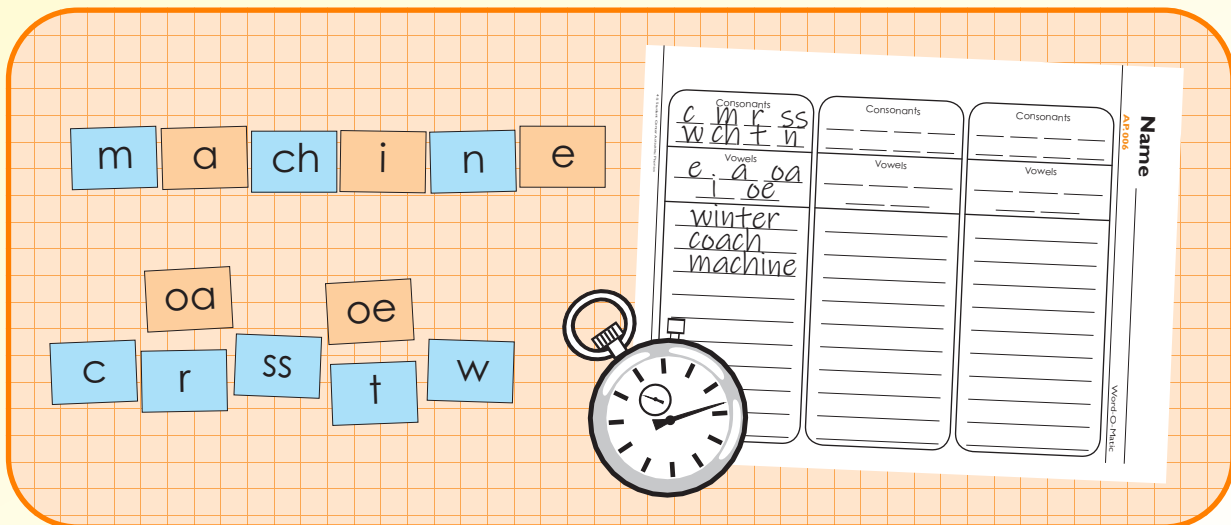 m a ch i n e
oa oe
c r ss t w
Name
AP.006
Word-O-Matic
Consonants
c m r ss
w ch t n
Vowels
e a oa
i oe
winter
coach
machine
Consonants
Vowels
Consonants
Vowels